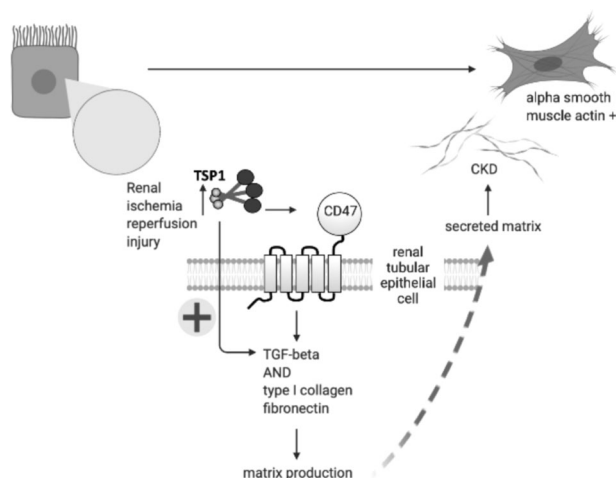 alpha smooth
muscle actin +
CKD
TSP1
Renal
ischemia
reperfusion
injury
CD47
secreted matrix
renal
tubular
epithelial
cell
+
TGF-beta
AND
type I collagen
fibronectin
matrix production